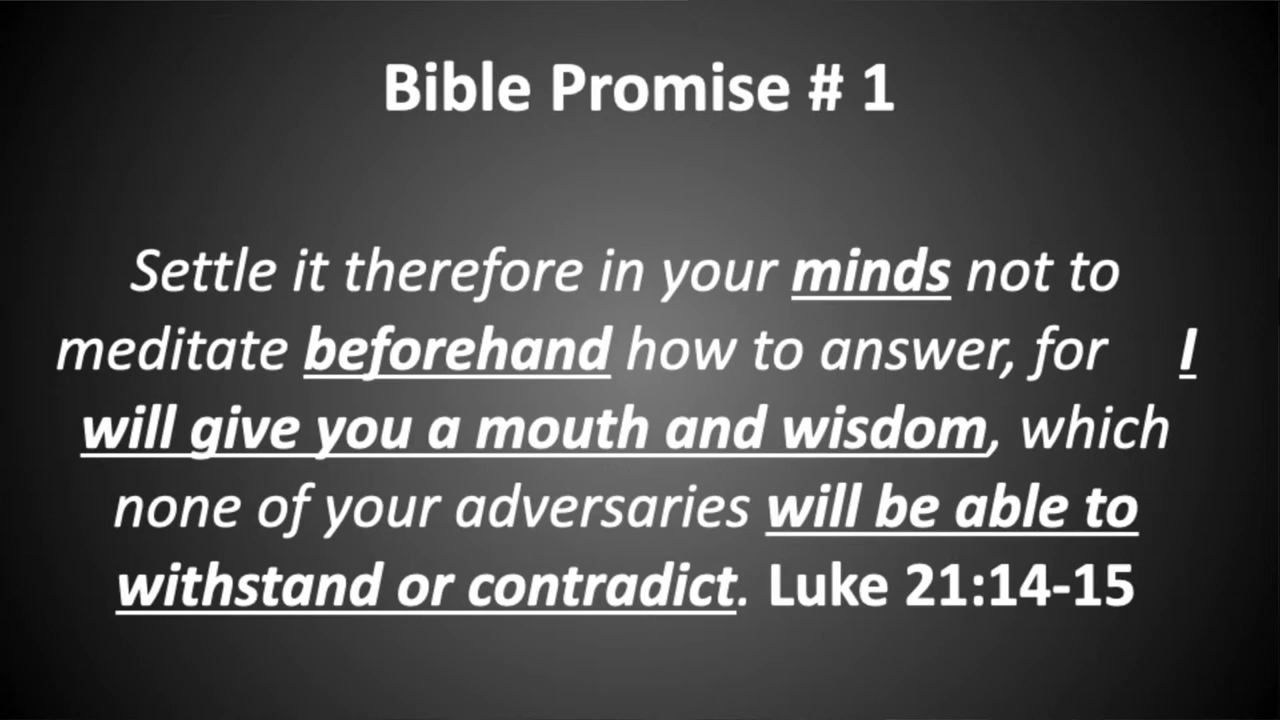 Bible Promise # 1
Settle it therefore in your minds not to
meditate beforehand how to answer, for I
will give you a mouth and wisdom, which
none of your adversaries will be able to
withstand or contradict. Luke 21:14-15